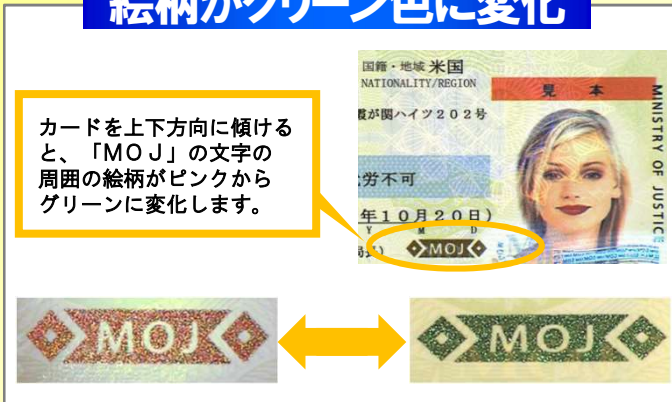 絵柄がグリーン色に変化
国籍・地域 米国
NATIONALITY/REGION
見 本
霞が関ハイツ202号
MINISTRY OF JUSTICE
カードを上下方向に傾ける
と、「MOJ」の文字の
周囲の絵柄がピンクから
グリーンに変化します。
労不可
年10月20日)
Y M D
MOJ
MOJ
MOJ